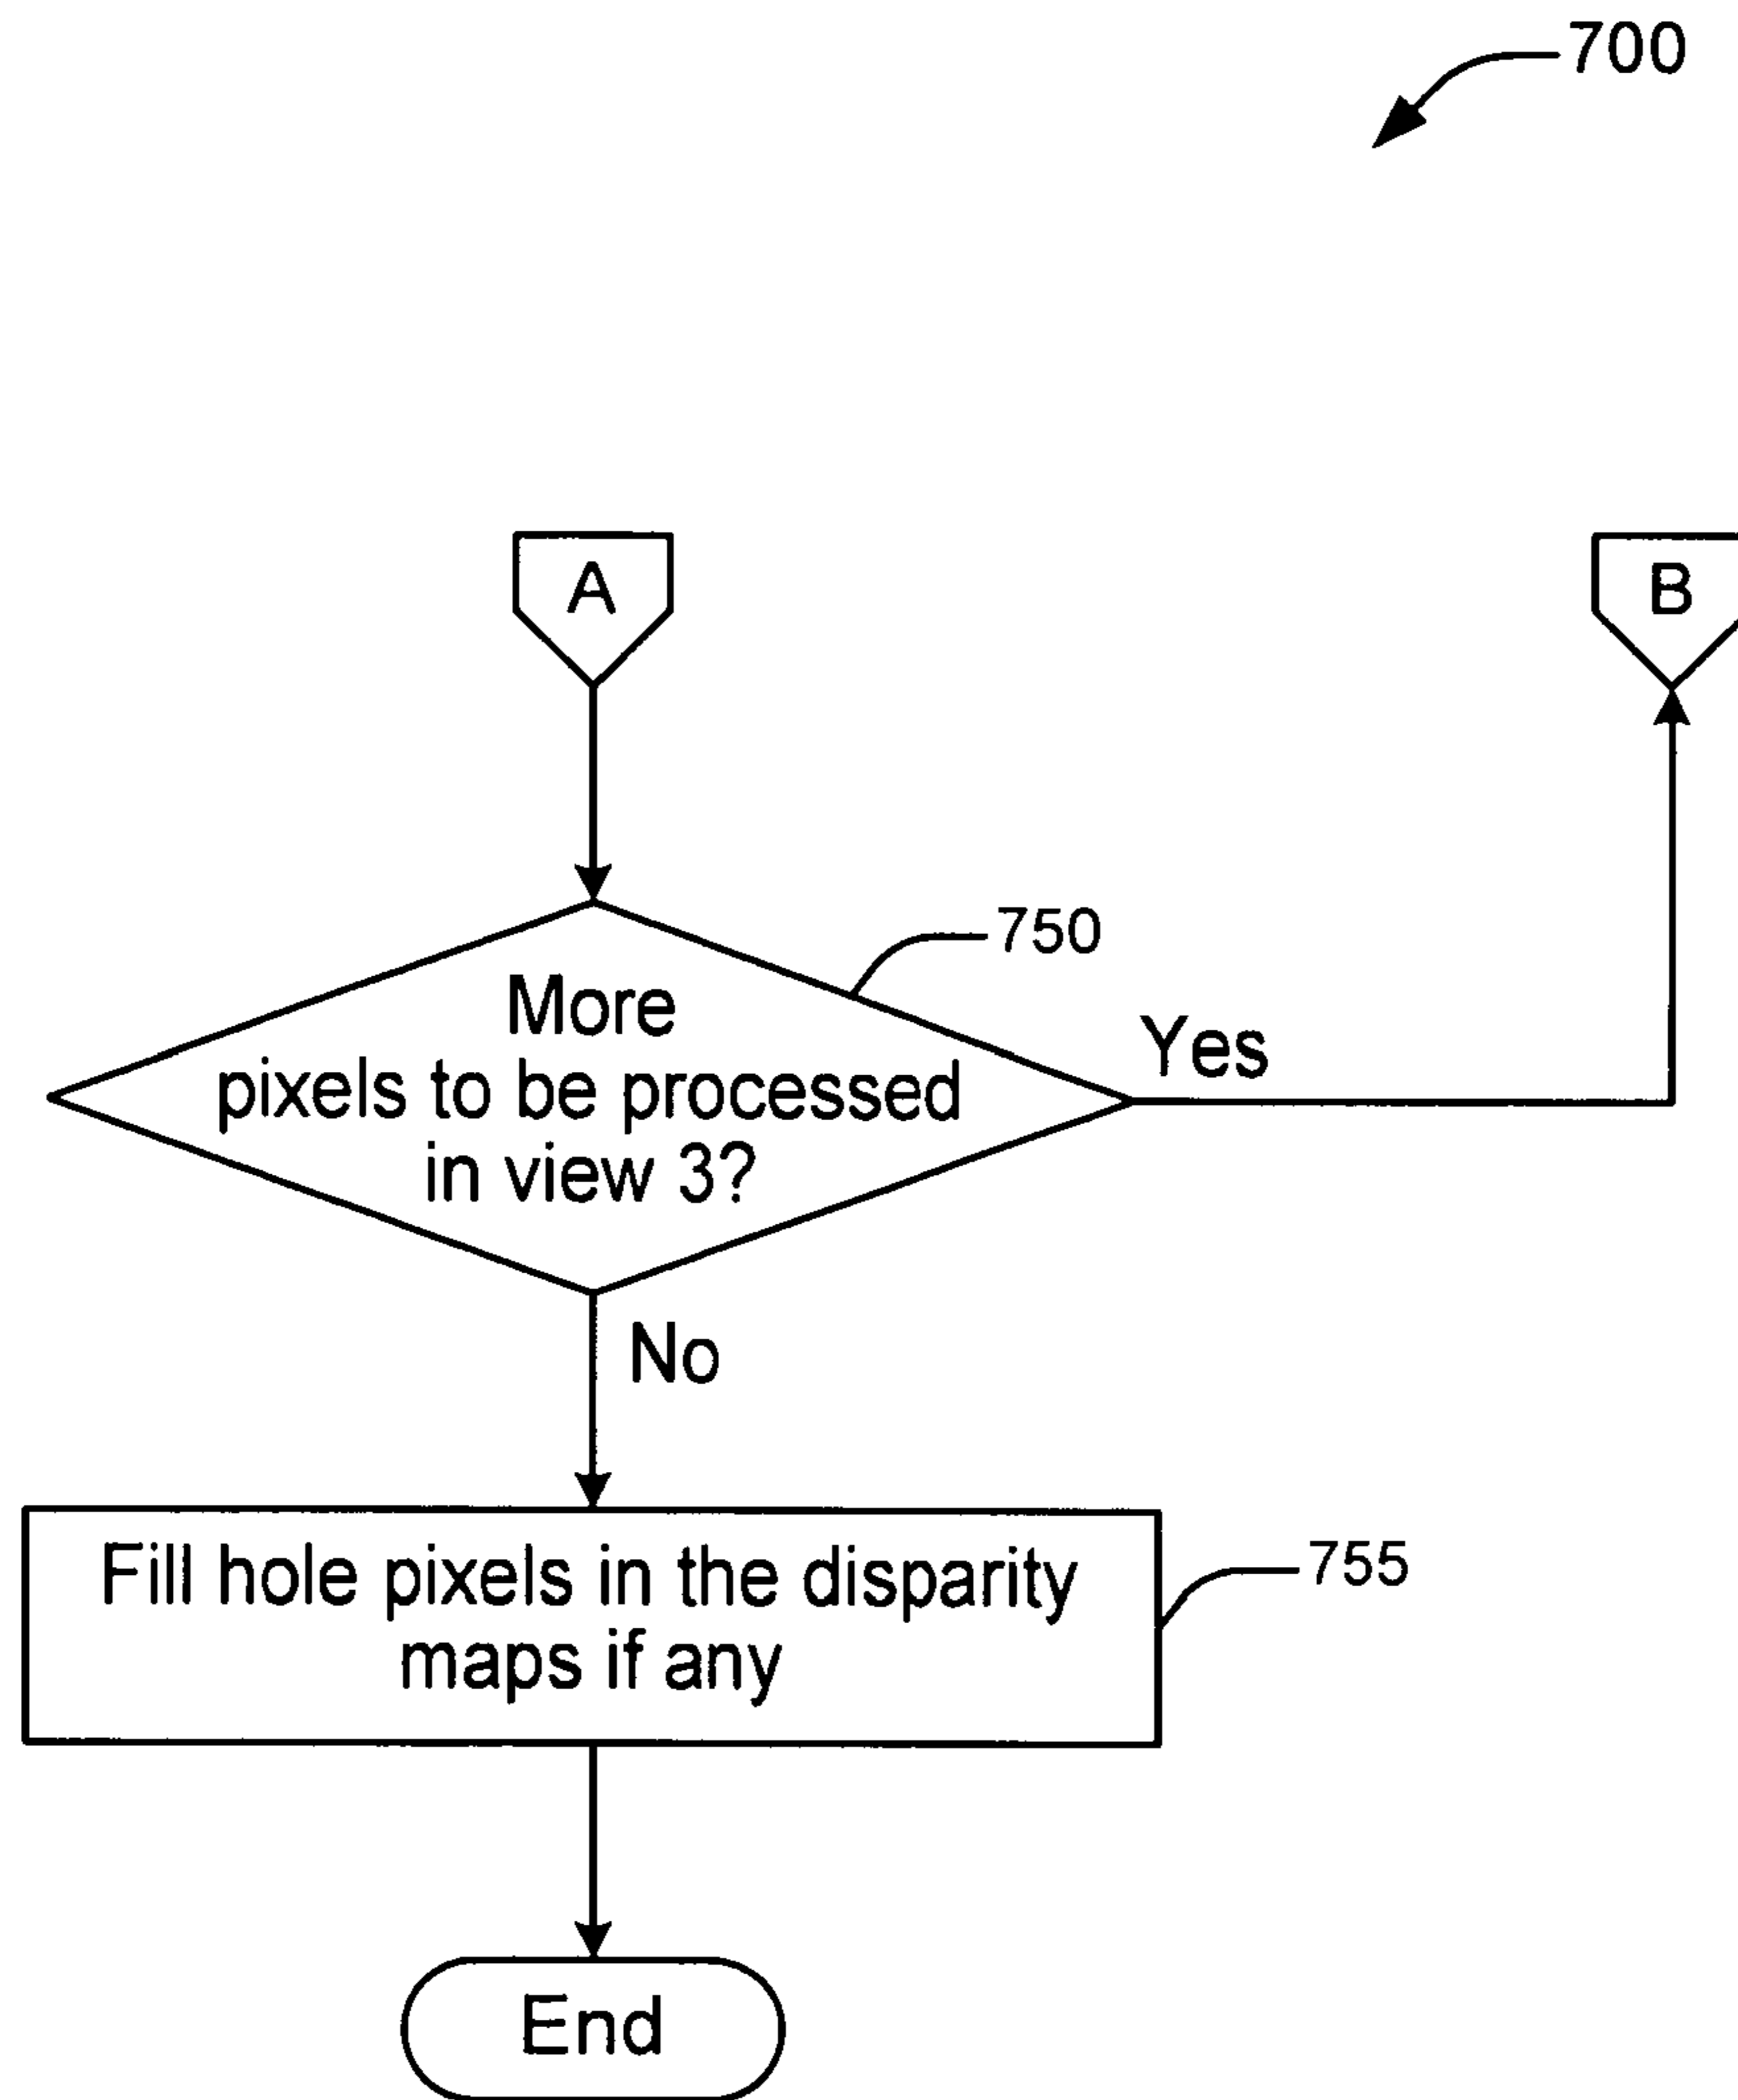 700
A
B
750
More
pixels to be processed
in view 3?
Yes
No
Fill hole pixels in the disparity
maps if any
755
End